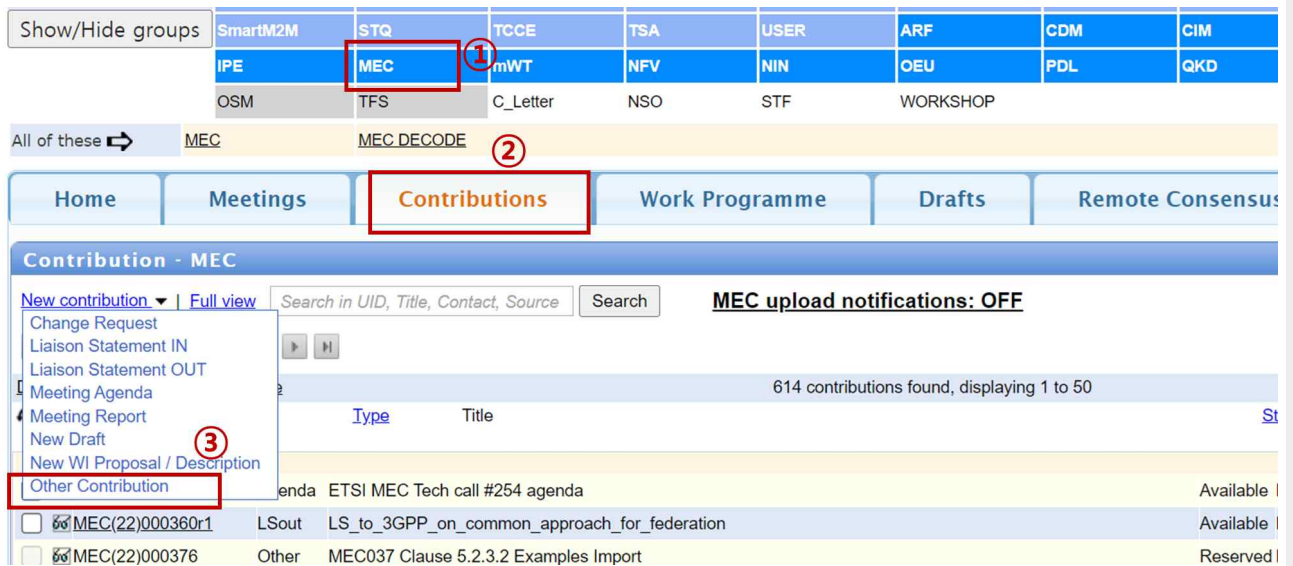 Show/Hide groups SmartM2M STQ TCCE TSA USER ARF CDM CIM
①
IPE MEC mWT NFV NIN OEU PDL QKD
OSM TFS C_Letter NSO STF WORKSHOP
All of these MEC MEC DECODE
②
Home Meetings Contributions Work Programme Drafts Remote Consensus
Contribution - MEC
New contribution | Full view Search in UID, Title, Contact, Source Search MEC upload notifications: OFF
Change Request
Liaison Statement IN
Liaison Statement OUT
Meeting Agenda 614 contributions found, displaying 1 to 50
Meeting Report Type Title St
New Draft
③
New WI Proposal / Description
Other Contribution enda ETSI MEC Tech call #254 agenda Available
MEC(22)000360r1 LSout LS_to_3GPP_on_common_approach_for_federation Available
MEC(22)000376 Other MEC037 Clause 5.2.3.2 Examples Import Reserved